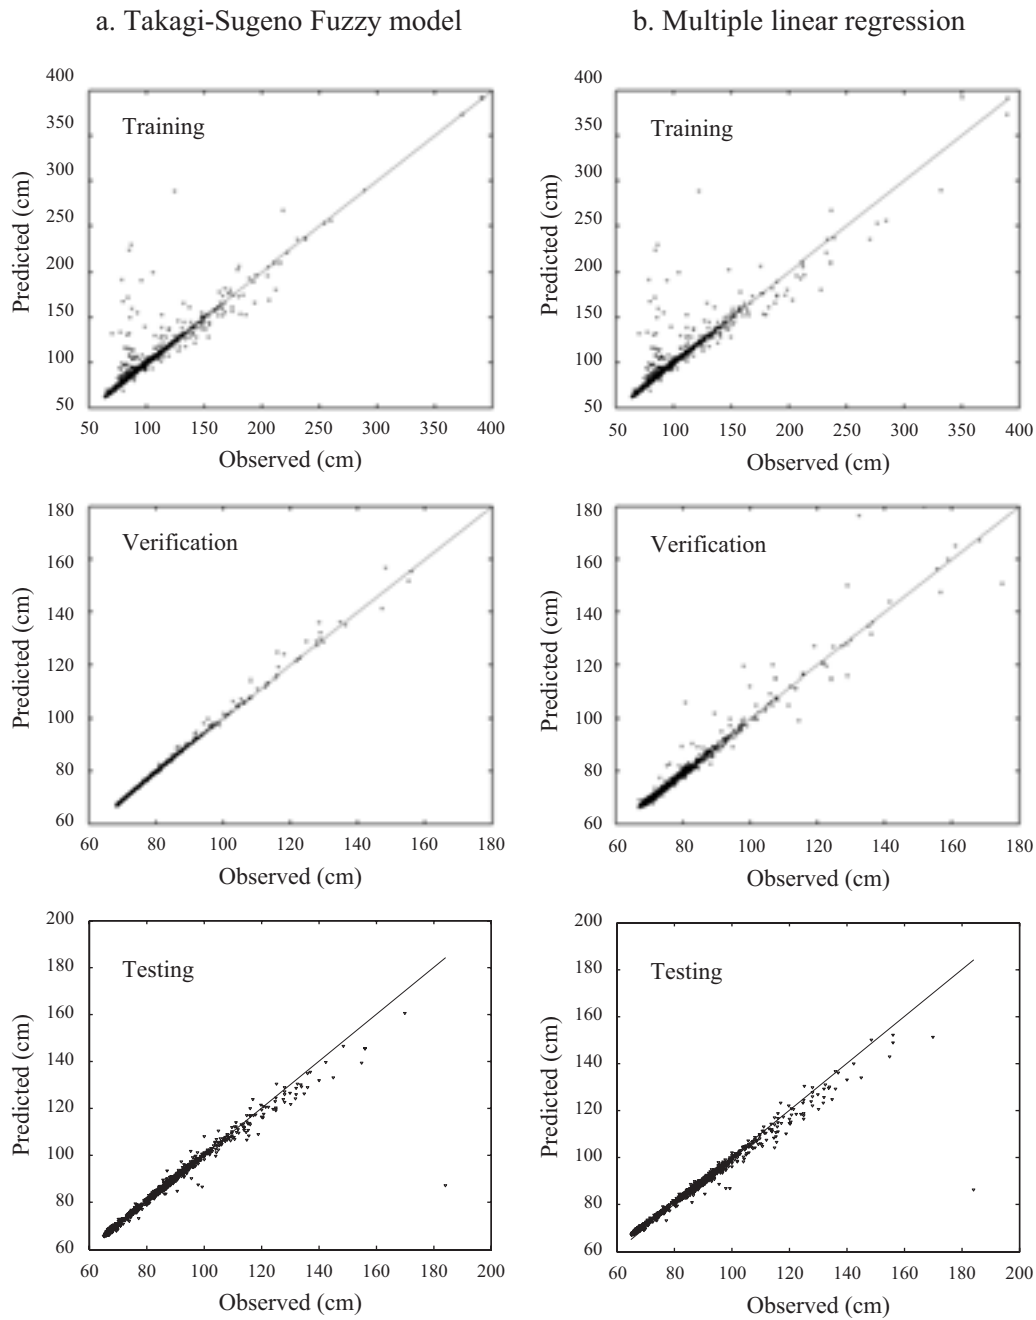 a. Takagi-Sugeno Fuzzy model
b. Multiple linear regression
400
350
300
250
200
150
100
50
Predicted (cm)
Training
50 100 150 200 250 300 350 400
Observed (cm)
400
350
300
250
200
150
100
50
Predicted (cm)
Training
50 100 150 200 250 300 350 400
Observed (cm)
180
160
140
120
100
80
60
Predicted (cm)
Verification
60 80 100 120 140 160 180
Observed (cm)
180
160
140
120
100
80
60
Predicted (cm)
Verification
60 80 100 120 140 160 180
Observed (cm)
200
180
160
140
120
100
80
60
Predicted (cm)
Testing
60 80 100 120 140 160 180 200
Observed (cm)
200
180
160
140
120
100
80
60
Predicted (cm)
Testing
60 80 100 120 140 160 180 200
Observed (cm)